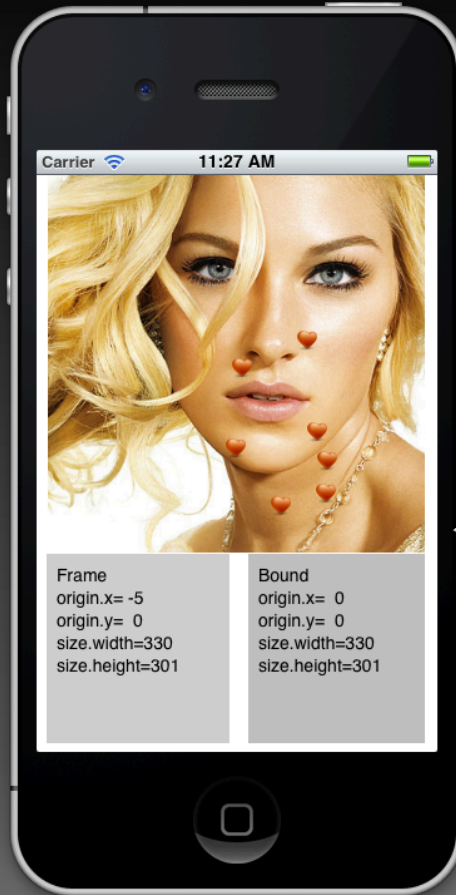 Carrier 11:27 AM
Frame
origin.x= -5
origin.y=  0
size.width=330
size.height=301
Bound
origin.x=  0
origin.y=  0
size.width=330
size.height=301